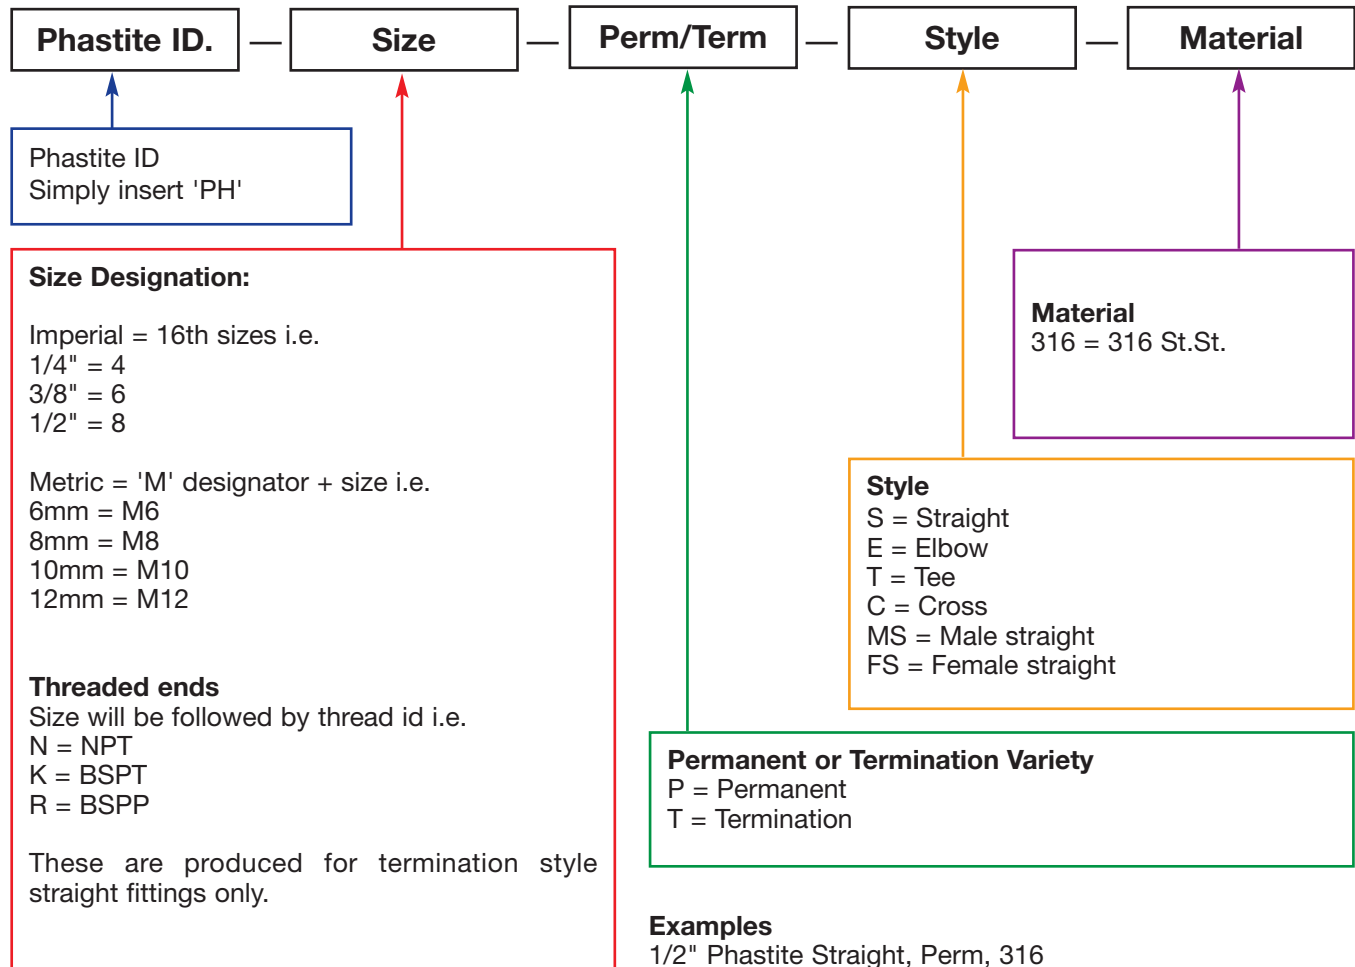 Phastite ID. — Size — Perm/Term — Style — Material
Phastite ID
Simply insert 'PH'
Size Designation:
Imperial = 16th sizes i.e.
1/4" = 4
3/8" = 6
1/2" = 8
Metric = 'M' designator + size i.e.
6mm = M6
8mm = M8
10mm = M10
12mm = M12
Threaded ends
Size will be followed by thread id i.e.
N = NPT
K = BSPT
R = BSPP
These are produced for termination style
straight fittings only.
Material
316 = 316 St.St.
Style
S = Straight
E = Elbow
T = Tee
C = Cross
MS = Male straight
FS = Female straight
Permanent or Termination Variety
P = Permanent
T = Termination
Examples
1/2" Phastite Straight, Perm, 316